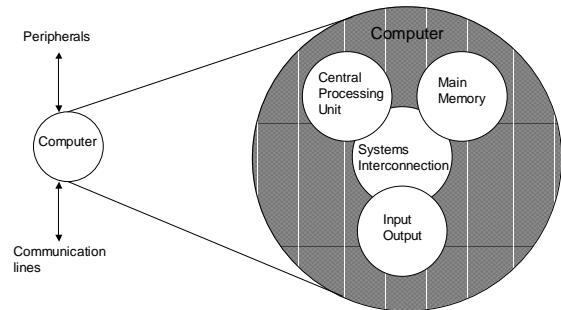 Peripherals
Computer
Communication
lines
Computer
Central
Processing
Unit
Main
Memory
Systems
Interconnection
Input
Output